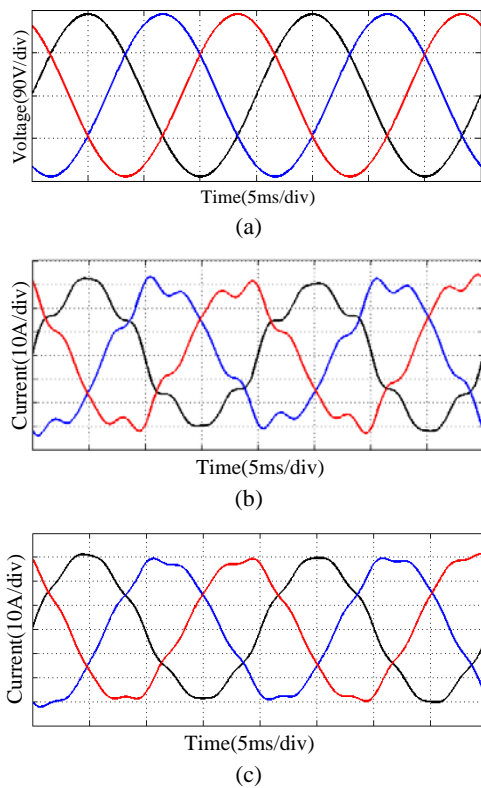 Voltage(90V/div)
Time(5ms/div)
(a)
Current(10A/div)
Time(5ms/div)
(b)
Current(10A/div)
Time(5ms/div)
(c)